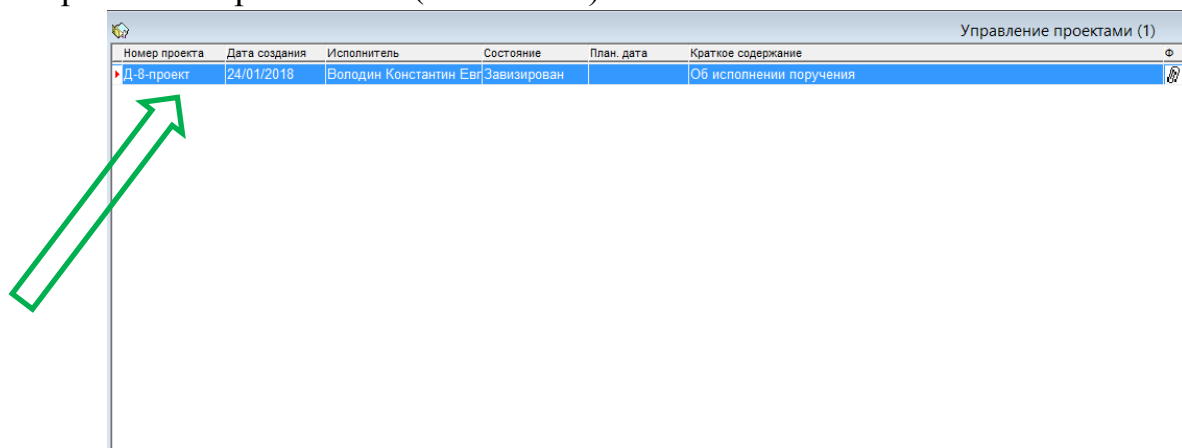 Управление проектами (1)
Номер проекта Дата создания Исполнитель Состояние План. дата Краткое содержание Ф
Д-8-проект 24/01/2018 Володин Константин Евг Завизирован Об исполнении поручения